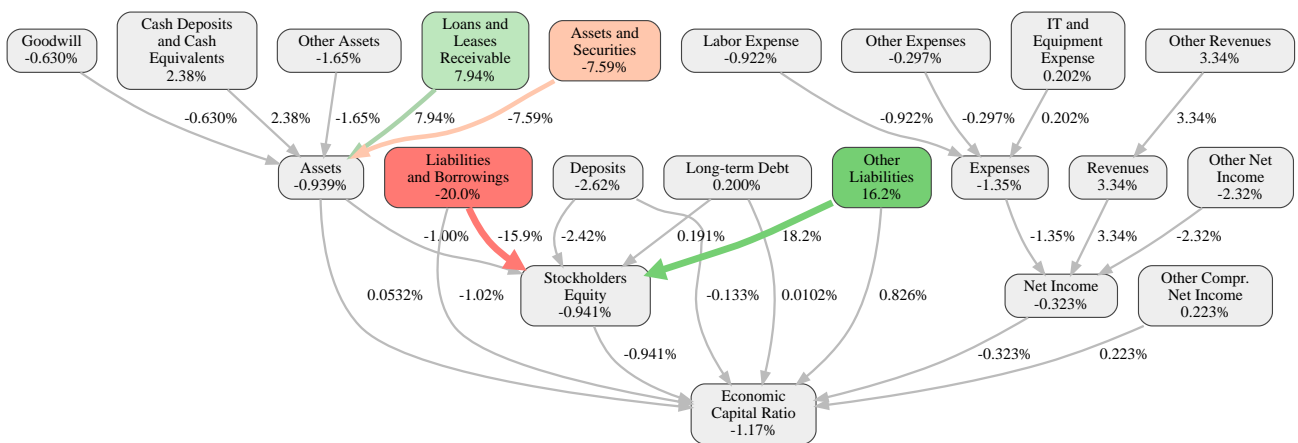 Goodwill
-0.630%
Cash Deposits
and Cash
Equivalents
2.38%
Other Assets
-1.65%
Loans and
Leases
Receivable
7.94%
Assets and
Securities
-7.59%
Labor Expense
-0.922%
Other Expenses
-0.297%
IT and
Equipment
Expense
0.202%
Other Revenues
3.34%
-0.630%
2.38%
-1.65%
7.94%
-7.59%
-0.922%
-0.297%
0.202%
3.34%
Assets
-0.939%
Liabilities
and Borrowings
-20.0%
Deposits
-2.62%
Long-term Debt
0.200%
Other
Liabilities
16.2%
Expenses
-1.35%
Revenues
3.34%
Other Net
Income
-2.32%
-1.00%
-15.9%
-2.42%
0.191%
18.2%
-1.35%
3.34%
-2.32%
Stockholders
Equity
-0.941%
Net Income
-0.323%
Other Compr.
Net Income
0.223%
0.0532%
-1.02%
-0.133%
0.0102%
0.826%
-0.941%
-0.323%
0.223%
Economic
Capital Ratio
-1.17%